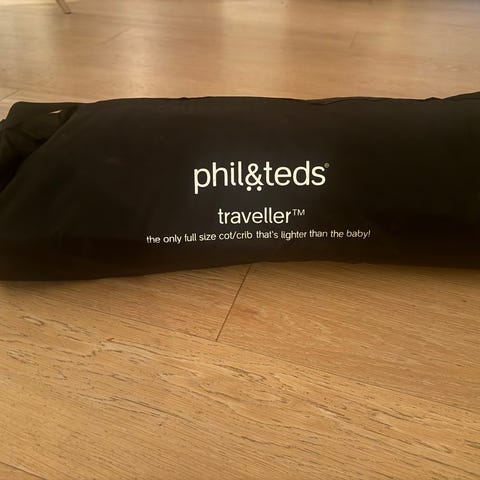 phil&teds®
traveller™
the only full size cot/crib that's lighter than the baby!